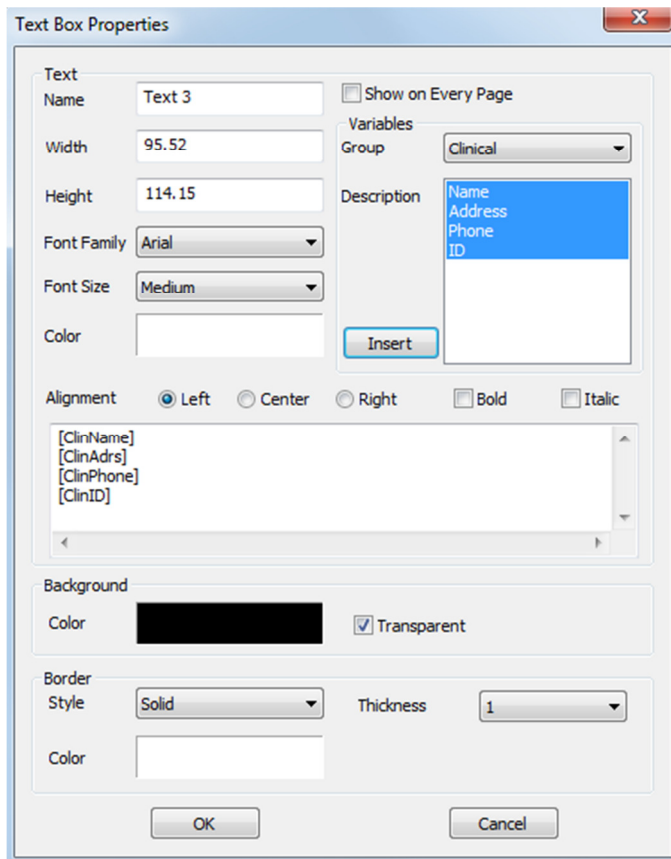 Text Box Properties
x
Text
Name Text 3 Show on Every Page
Variables
Width 95.52 Group Clinical
Height 114.15 Description Name
Address
Phone
ID
Font Family Arial
Font Size Medium
Color Insert
Alignment Left Center Right Bold Italic
[ClinName]
[ClinAdrs]
[ClinPhone]
[ClinID]
Background
Color Transparent
Border
Style Solid Thickness 1
Color
OK Cancel